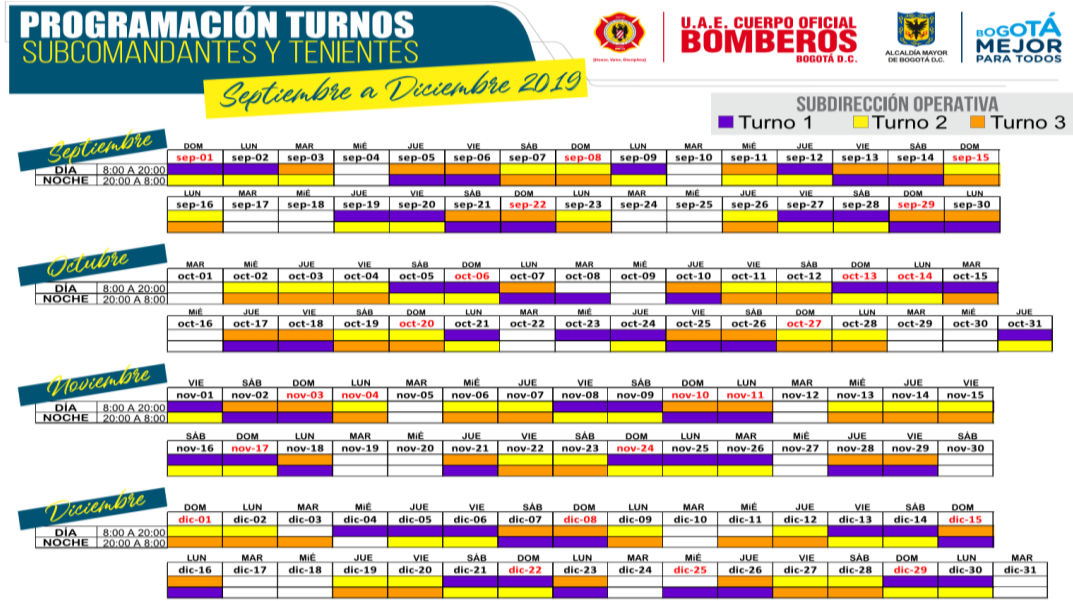 PROGRAMACIÓN TURNOS
SUBCOMANDANTES Y TENIENTES
Septiembre a Diciembre 2019
U.A.E. CUERPO OFICIAL
BOMBEROS
BOGOTÁ D.C.
ALCALDÍA MAYOR
DE BOGOTÁ D.C.
BOGOTÁ
MEJOR
PARA TODOS
SUBDIRECCIÓN OPERATIVA
Turno 1 Turno 2 Turno 3
Septiembre
DOM LUN MAR MiÉ JUE VIE SÁB DOM LUN MAR MiÉ JUE VIE SÁB DOM
sep-01 sep-02 sep-03 sep-04 sep-05 sep-06 sep-07 sep-08 sep-09 sep-10 sep-11 sep-12 sep-13 sep-14 sep-15
DÍA 8:00 A 20:00
NOCHE 20:00 A 8:00
LUN MAR MiÉ JUE VIE SÁB DOM LUN MAR MiÉ JUE VIE SÁB DOM LUN
sep-16 sep-17 sep-18 sep-19 sep-20 sep-21 sep-22 sep-23 sep-24 sep-25 sep-26 sep-27 sep-28 sep-29 sep-30
Octubre
MAR MiÉ JUE VIE SÁB DOM LUN MAR MiÉ JUE VIE SÁB DOM LUN MAR
oct-01 oct-02 oct-03 oct-04 oct-05 oct-06 oct-07 oct-08 oct-09 oct-10 oct-11 oct-12 oct-13 oct-14 oct-15
DÍA 8:00 A 20:00
NOCHE 20:00 A 8:00
MiÉ JUE VIE SÁB DOM LUN MAR MiÉ JUE VIE SÁB DOM LUN MAR MiÉ JUE
oct-16 oct-17 oct-18 oct-19 oct-20 oct-21 oct-22 oct-23 oct-24 oct-25 oct-26 oct-27 oct-28 oct-29 oct-30 oct-31
Noviembre
VIE SÁB DOM LUN MAR MiÉ JUE VIE SÁB DOM LUN MAR MiÉ JUE VIE
nov-01 nov-02 nov-03 nov-04 nov-05 nov-06 nov-07 nov-08 nov-09 nov-10 nov-11 nov-12 nov-13 nov-14 nov-15
DÍA 8:00 A 20:00
NOCHE 20:00 A 8:00
SÁB DOM LUN MAR MiÉ JUE VIE SÁB DOM LUN MAR MiÉ JUE VIE SÁB
nov-16 nov-17 nov-18 nov-19 nov-20 nov-21 nov-22 nov-23 nov-24 nov-25 nov-26 nov-27 nov-28 nov-29 nov-30
Diciembre
DOM LUN MAR MiÉ JUE VIE SÁB DOM LUN MAR MiÉ JUE VIE SÁB DOM
dic-01 dic-02 dic-03 dic-04 dic-05 dic-06 dic-07 dic-08 dic-09 dic-10 dic-11 dic-12 dic-13 dic-14 dic-15
DÍA 8:00 A 20:00
NOCHE 20:00 A 8:00
LUN MAR MiÉ JUE VIE SÁB DOM LUN MAR MiÉ JUE VIE SÁB DOM LUN MAR
dic-16 dic-17 dic-18 dic-19 dic-20 dic-21 dic-22 dic-23 dic-24 dic-25 dic-26 dic-27 dic-28 dic-29 dic-30 dic-31